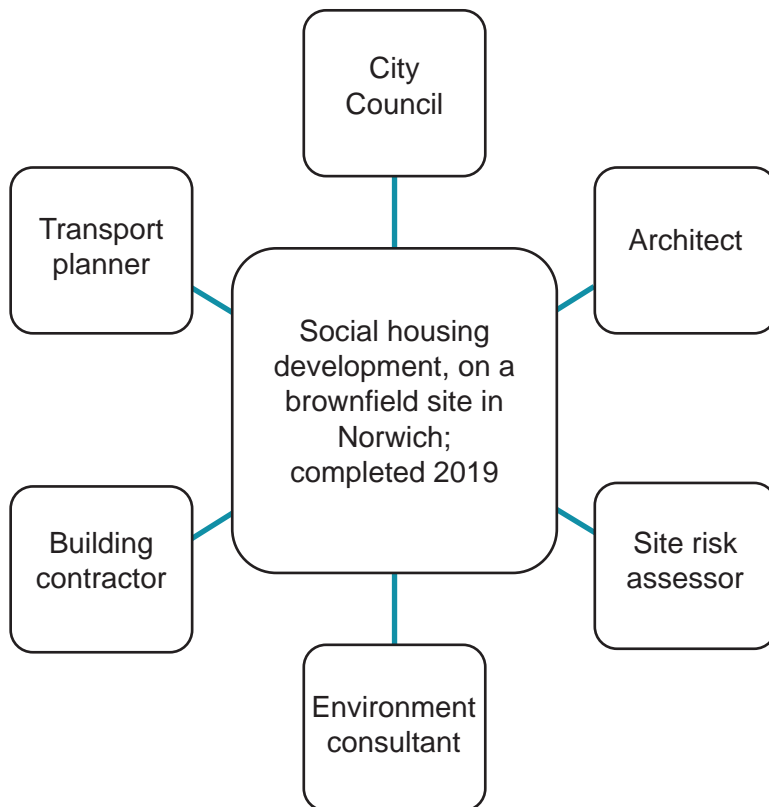 City
Council
Transport
planner
Architect
Social housing
development, on a
brownfield site in
Norwich;
completed 2019
Building
contractor
Site risk
assessor
Environment
consultant